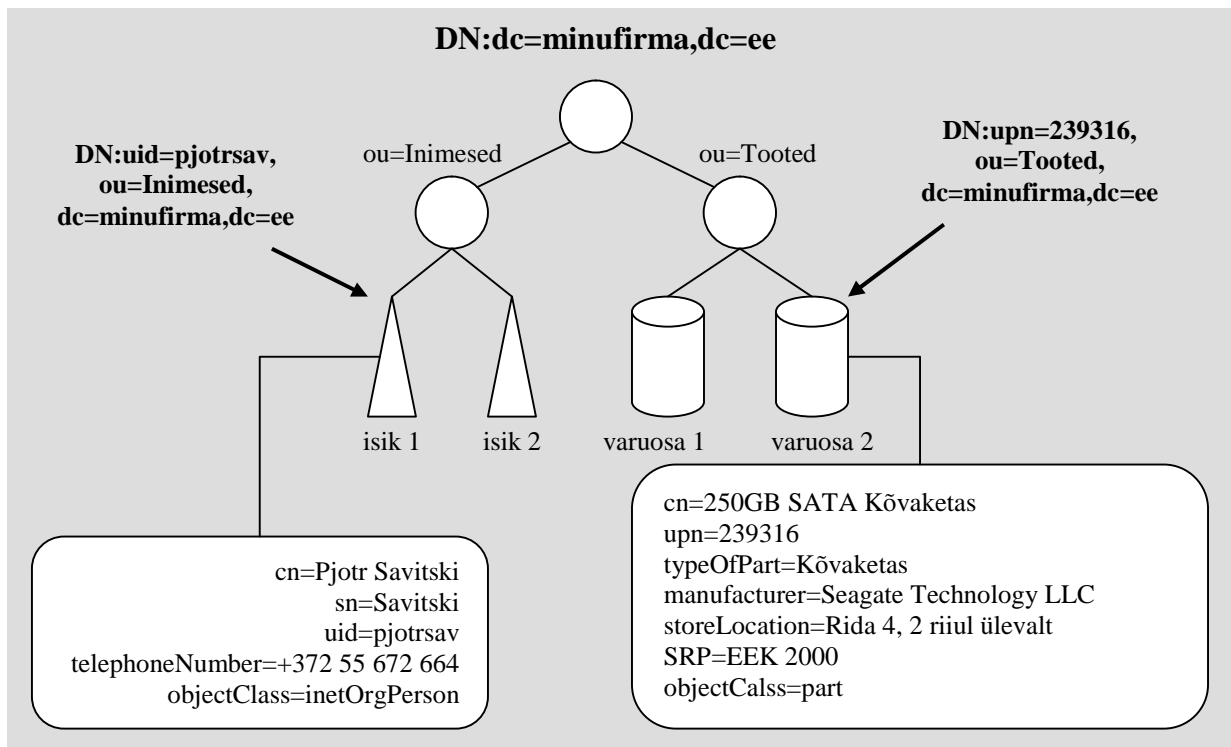 DN:dc=minufirma,dc=ee
DN:uid=pjotrsav,
ou=Inimesed,
dc=minufirma,dc=ee
ou=Inimesed
ou=Tooted
DN:upn=239316,
ou=Tooted,
dc=minufirma,dc=ee
isik 1
isik 2
varuosa 1
varuosa 2
cn=Pjotr Savitski
sn=Savitski
uid=pjotrsav
telephoneNumber=+372 55 672 664
objectClass=inetOrgPerson
cn=250GB SATA Kõvaketas
upn=239316
typeOfPart=Kõvaketas
manufacturer=Seagate Technology LLC
storeLocation=Rida 4, 2 riiul ülevalt
SRP=EEK 2000
objectCalss=part